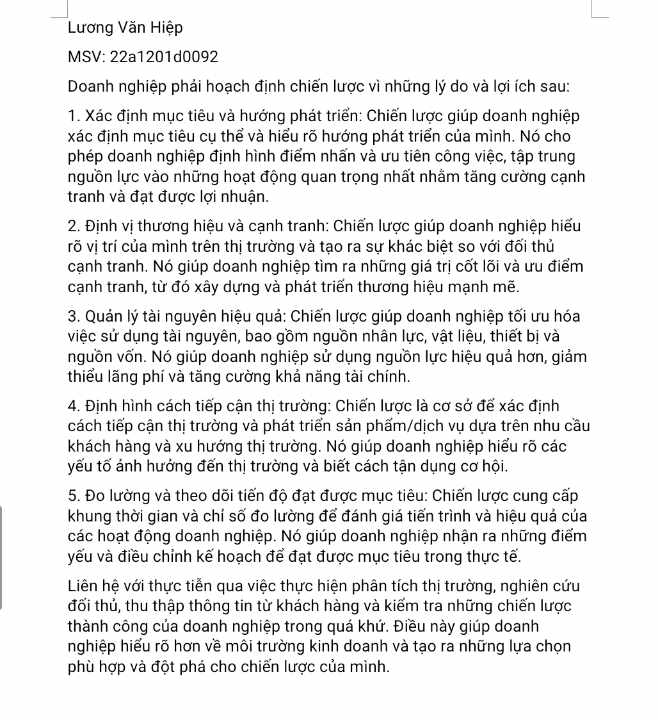 Lương Văn Hiệp
MSV: 22a1201d0092
Doanh nghiệp phải hoạch định chiến lược vì những lý do và lợi ích sau:
1. Xác định mục tiêu và hướng phát triển: Chiến lược giúp doanh nghiệp
xác định mục tiêu cụ thể và hiểu rõ hướng phát triển của mình. Nó cho
phép doanh nghiệp định hình điểm nhấn và ưu tiên công việc, tập trung
nguồn lực vào những hoạt động quan trọng nhất nhằm tăng cường cạnh
tranh và đạt được lợi nhuận.
2. Định vị thương hiệu và cạnh tranh: Chiến lược giúp doanh nghiệp hiểu
rõ vị trí của mình trên thị trường và tạo ra sự khác biệt so với đối thủ
cạnh tranh. Nó giúp doanh nghiệp tìm ra những giá trị cốt lõi và ưu điểm
cạnh tranh, từ đó xây dựng và phát triển thương hiệu mạnh mẽ.
3. Quản lý tài nguyên hiệu quả: Chiến lược giúp doanh nghiệp tối ưu hóa
việc sử dụng tài nguyên, bao gồm nguồn nhân lực, vật liệu, thiết bị và
nguồn vốn. Nó giúp doanh nghiệp sử dụng nguồn lực hiệu quả hơn, giảm
thiểu lãng phí và tăng cường khả năng tài chính.
4. Định hình cách tiếp cận thị trường: Chiến lược là cơ sở để xác định
cách tiếp cận thị trường và phát triển sản phẩm/dịch vụ dựa trên nhu cầu
khách hàng và xu hướng thị trường. Nó giúp doanh nghiệp hiểu rõ các
yếu tố ảnh hưởng đến thị trường và biết cách tận dụng cơ hội.
5. Đo lường và theo dõi tiến độ đạt được mục tiêu: Chiến lược cung cấp
khung thời gian và chỉ số đo lường để đánh giá tiến trình và hiệu quả của
các hoạt động doanh nghiệp. Nó giúp doanh nghiệp nhận ra những điểm
yếu và điều chỉnh kế hoạch để đạt được mục tiêu trong thực tế.
Liên hệ với thực tiễn qua việc thực hiện phân tích thị trường, nghiên cứu
đối thủ, thu thập thông tin từ khách hàng và kiểm tra những chiến lược
thành công của doanh nghiệp trong quá khứ. Điều này giúp doanh
nghiệp hiểu rõ hơn về môi trường kinh doanh và tạo ra những lựa chọn
phù hợp và đột phá cho chiến lược của mình.